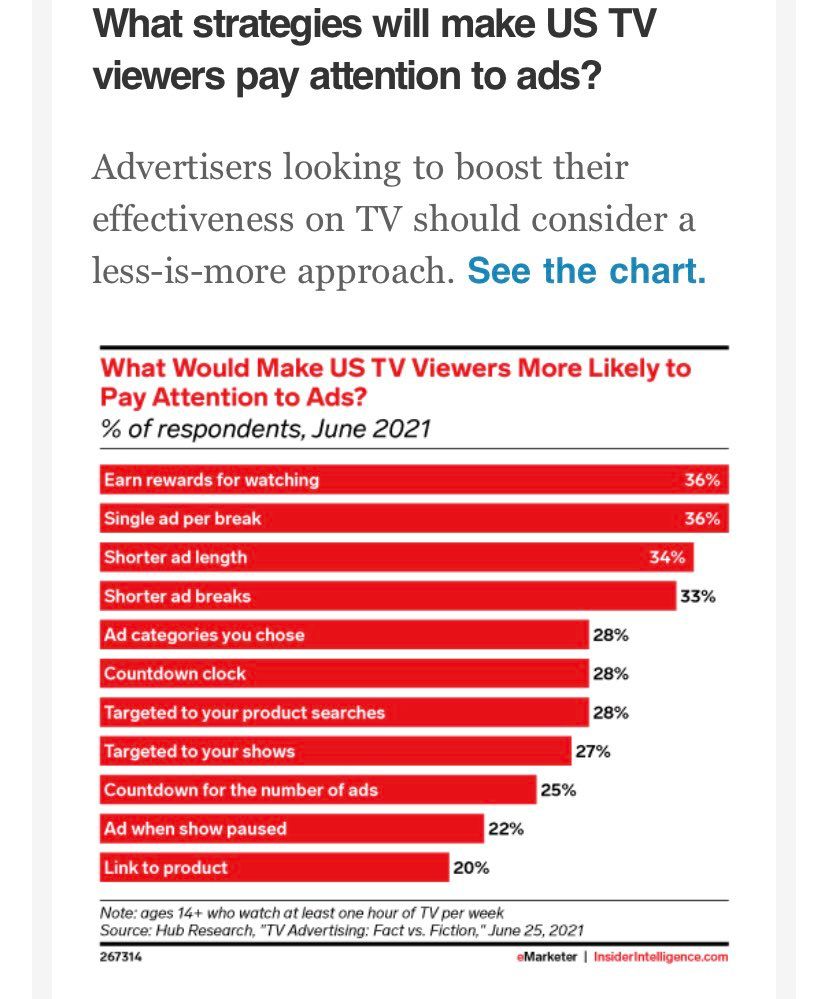 What strategies will make US TV
viewers pay attention to ads?
Advertisers looking to boost their
effectiveness on TV should consider a
less-is-more approach. See the chart.
What Would Make US TV Viewers More Likely to
Pay Attention to Ads?
% of respondents, June 2021
Earn rewards for watching 36%
Single ad per break 36%
Shorter ad length 34%
Shorter ad breaks 33%
Ad categories you chose 28%
Countdown clock 28%
Targeted to your product searches 28%
Targeted to your shows 27%
Countdown for the number of ads 25%
Ad when show paused 22%
Link to product 20%
Note: ages 14+ who watch at least one hour of TV per week
Source: Hub Research, "TV Advertising: Fact vs. Fiction," June 25, 2021
267314 eMarketer | InsiderIntelligence.com